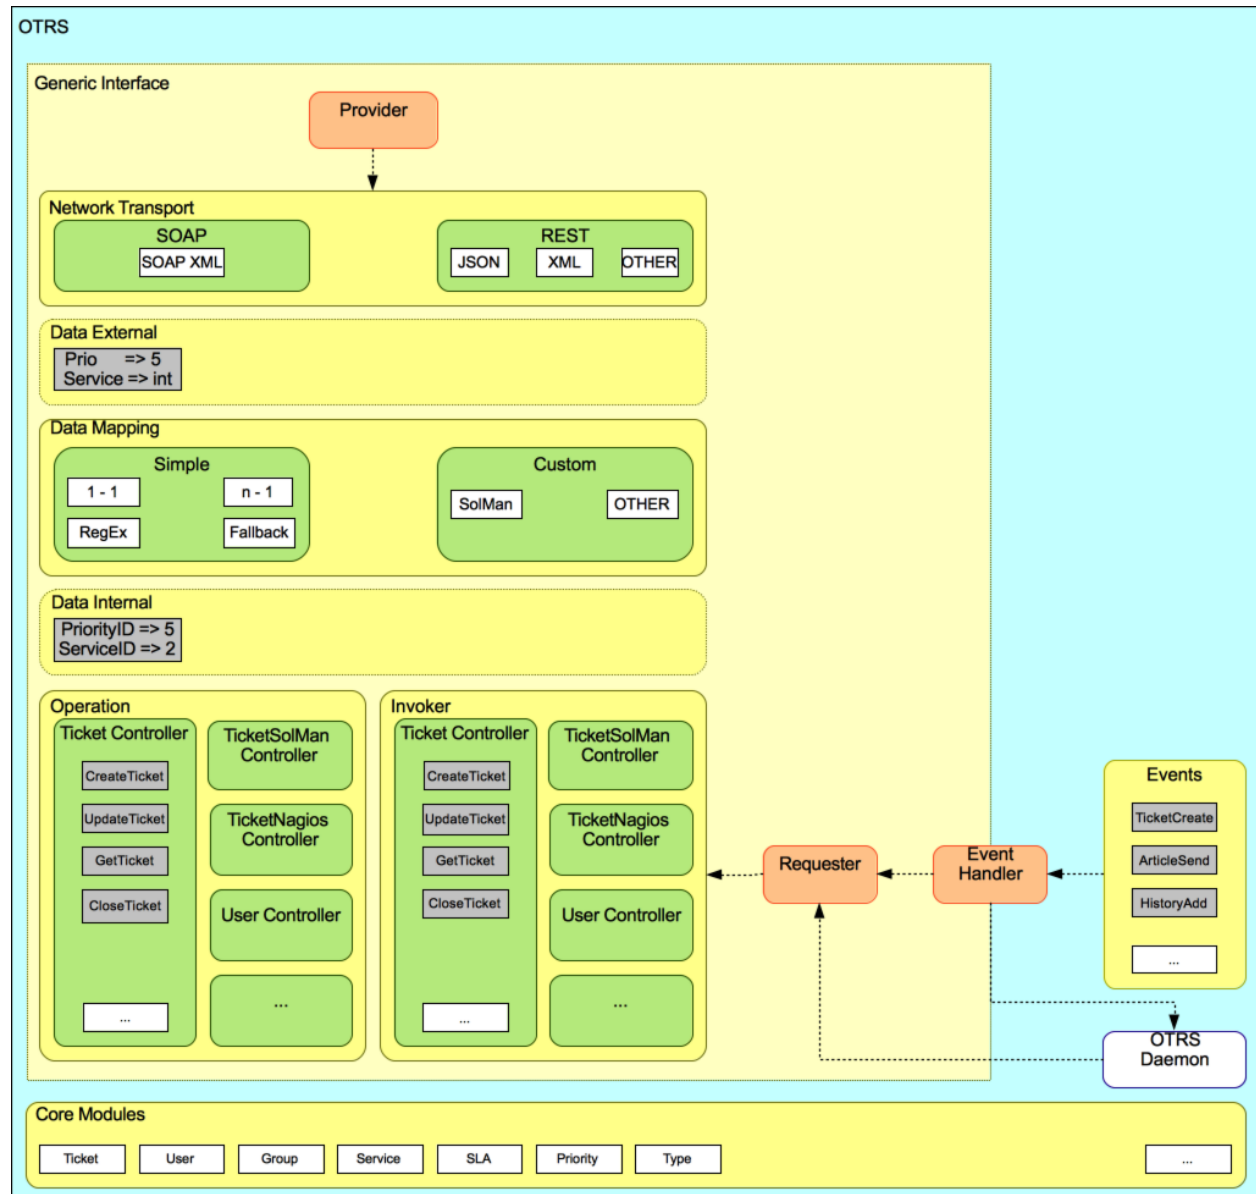 OTRS
Generic Interface
Provider
Network Transport
SOAP
SOAP XML
REST
JSON
XML
OTHER
Data External
Prio => 5
Service => int
Data Mapping
Simple
1 - 1
n - 1
RegEx
Fallback
Custom
SolMan
OTHER
Data Internal
PriorityID => 5
ServiceID => 2
Operation
Ticket Controller
CreateTicket
UpdateTicket
GetTicket
CloseTicket
...
TicketSolMan
Controller
TicketNagios
Controller
User Controller
...
Invoker
Ticket Controller
CreateTicket
UpdateTicket
GetTicket
CloseTicket
...
TicketSolMan
Controller
TicketNagios
Controller
User Controller
...
Requester
Event
Handler
Events
TicketCreate
ArticleSend
HistoryAdd
...
OTRS
Daemon
Core Modules
Ticket
User
Group
Service
SLA
Priority
Type
...